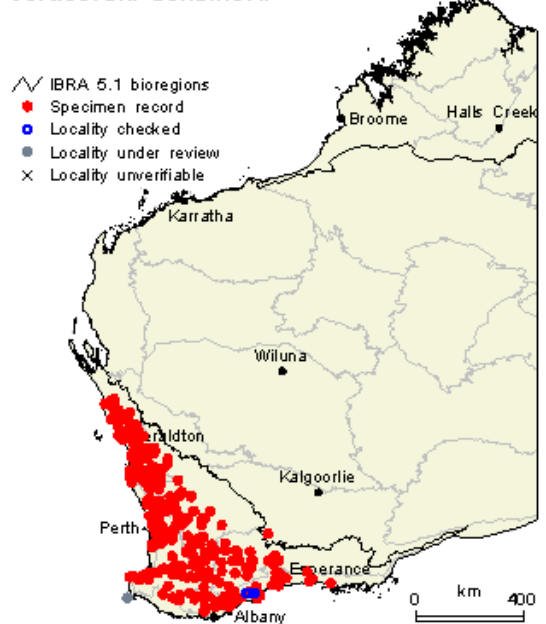 IBRA 5.1 bioregions
Specimen record
Locality checked
Locality under review
Locality unverifiable
Broome
Halls Creek
Karratha
Wiluna
eraldton
Kalgoorlie
Perth
Esperance
Albany
0 km 400